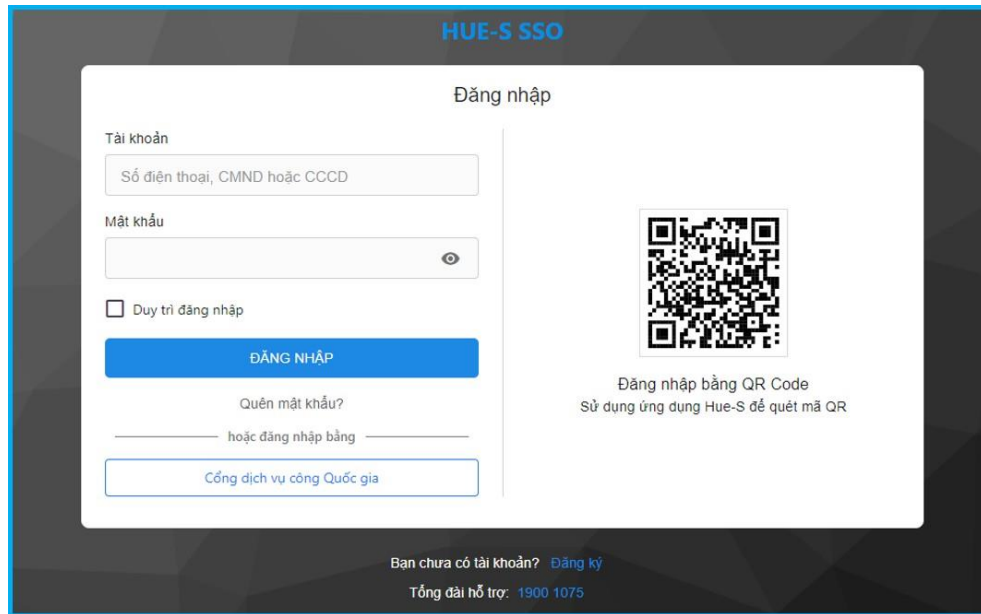 HUE-S SSO
Đăng nhập
Tài khoản
Số điện thoại, CMND hoặc CCCD
Mật khẩu
Duy trì đăng nhập
ĐĂNG NHẬP
Quên mật khẩu?
hoặc đăng nhập bằng
Cổng dịch vụ công Quốc gia
Đăng nhập bằng QR Code
Sử dụng ứng dụng Hue-S để quét mã QR
Bạn chưa có tài khoản? Đăng ký
Tổng đài hỗ trợ: 1900 1075